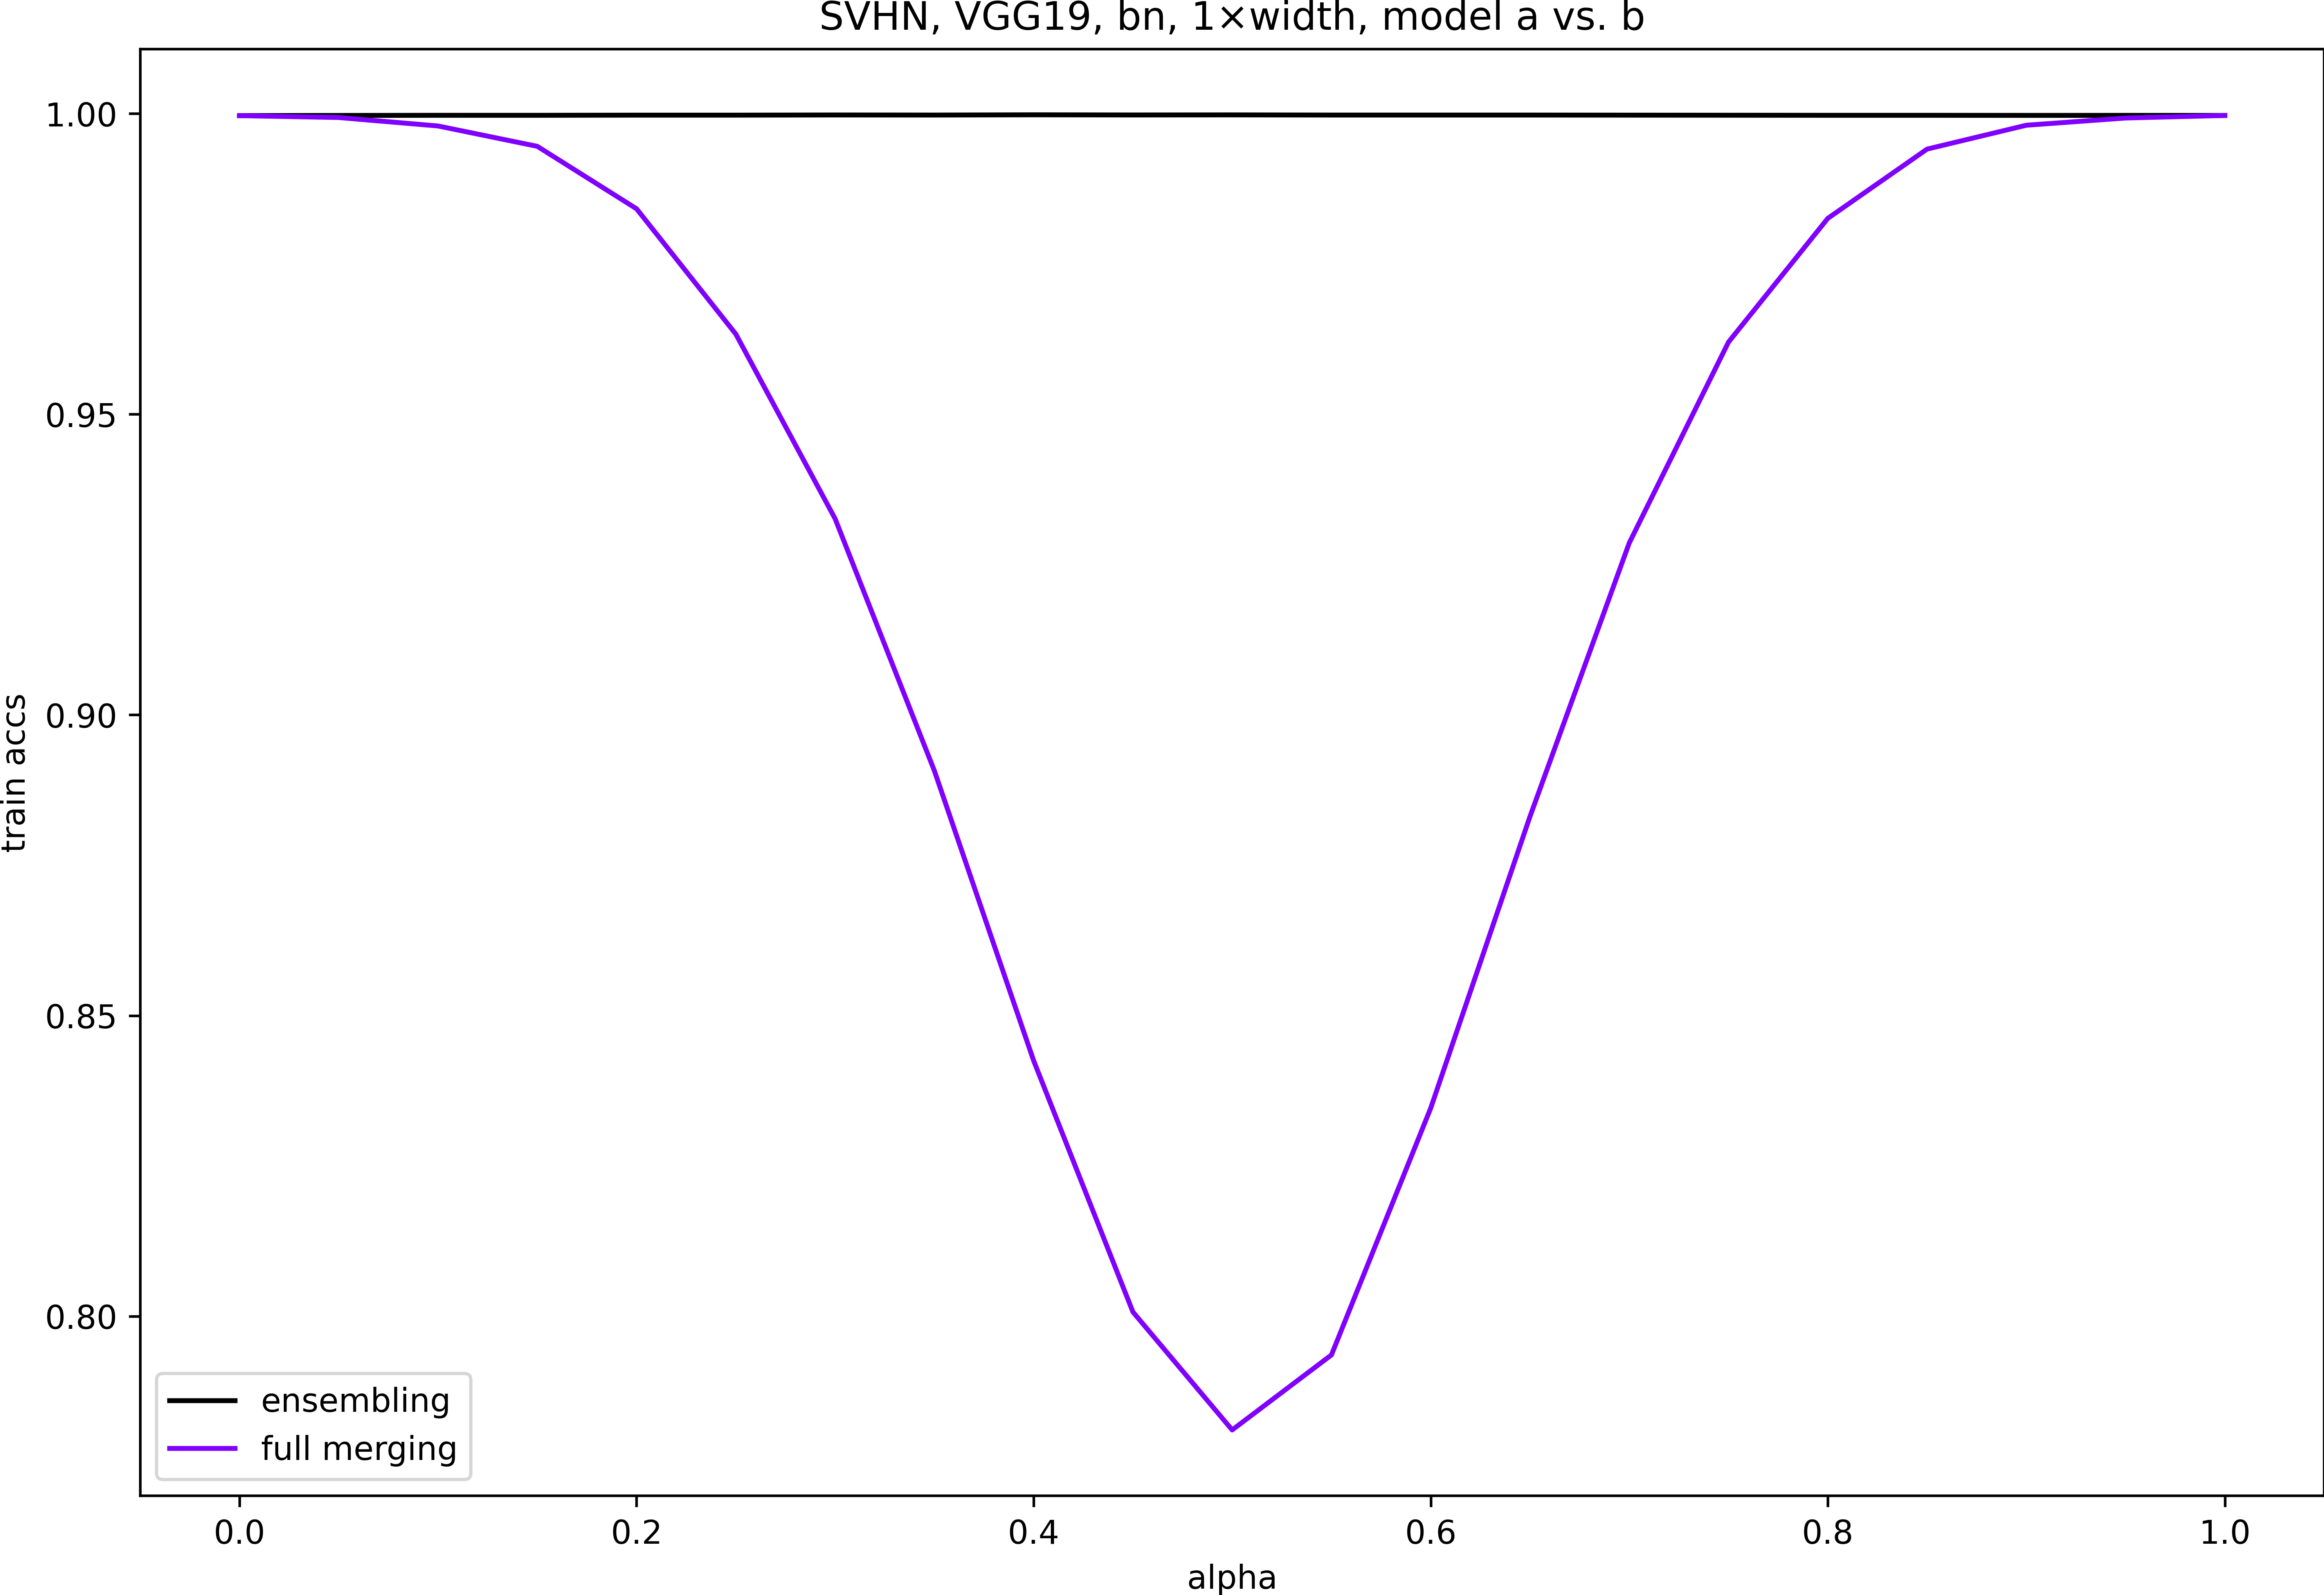 SVHN, VGG19, bn, 1×width, model a vs. b
1.00
0.95
0.90
0.85
0.80
train accs
ensembling
full merging
0.0
0.2
0.4
0.6
0.8
1.0
alpha